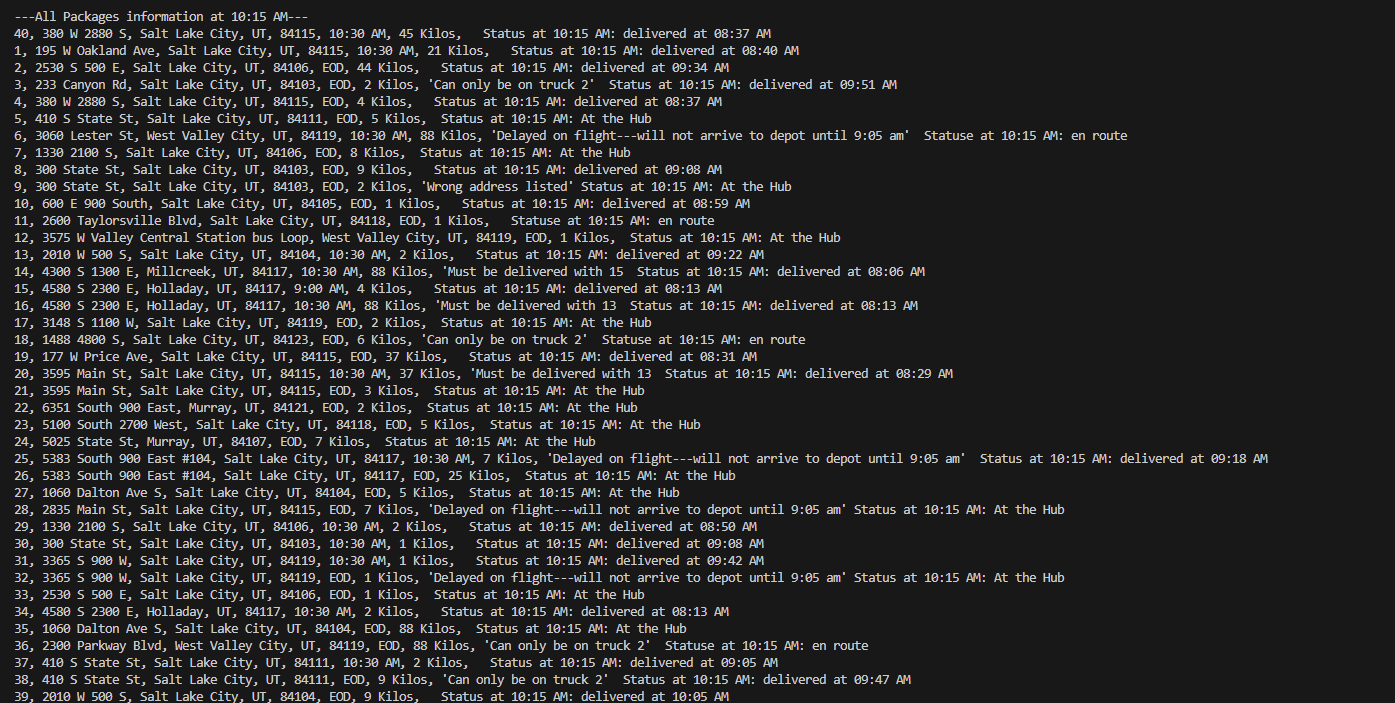 ---All Packages information at 10:15 AM---
40, 380 W 2880 S, Salt Lake City, UT, 84115, 10:30 AM, 45 Kilos,   Status at 10:15 AM: delivered at 08:37 AM
1, 195 W Oakland Ave, Salt Lake City, UT, 84115, 10:30 AM, 21 Kilos,   Status at 10:15 AM: delivered at 08:40 AM
2, 2530 S 500 E, Salt Lake City, UT, 84106, EOD, 44 Kilos,   Status at 10:15 AM: delivered at 09:34 AM
3, 233 Canyon Rd, Salt Lake City, UT, 84103, EOD, 2 Kilos, 'Can only be on truck 2'  Status at 10:15 AM: delivered at 09:51 AM
4, 380 W 2880 S, Salt Lake City, UT, 84115, EOD, 4 Kilos,   Status at 10:15 AM: delivered at 08:37 AM
5, 410 S State St, Salt Lake City, UT, 84111, EOD, 5 Kilos,  Status at 10:15 AM: At the Hub
6, 3060 Lester St, West Valley City, UT, 84119, 10:30 AM, 88 Kilos, 'Delayed on flight---will not arrive to depot until 9:05 am'  Statuse at 10:15 AM: en route
7, 1330 2100 S, Salt Lake City, UT, 84106, EOD, 8 Kilos,  Status at 10:15 AM: At the Hub
8, 300 State St, Salt Lake City, UT, 84103, EOD, 9 Kilos,   Status at 10:15 AM: delivered at 09:08 AM
9, 300 State St, Salt Lake City, UT, 84103, EOD, 2 Kilos, 'Wrong address listed' Status at 10:15 AM: At the Hub
10, 600 E 900 South, Salt Lake City, UT, 84105, EOD, 1 Kilos,   Status at 10:15 AM: delivered at 08:59 AM
11, 2600 Taylorsville Blvd, Salt Lake City, UT, 84118, EOD, 1 Kilos,   Statuse at 10:15 AM: en route
12, 3575 W Valley Central Station bus Loop, West Valley City, UT, 84119, EOD, 1 Kilos,  Status at 10:15 AM: At the Hub
13, 2010 W 500 S, Salt Lake City, UT, 84104, 10:30 AM, 2 Kilos,   Status at 10:15 AM: delivered at 09:22 AM
14, 4300 S 1300 E, Millcreek, UT, 84117, 10:30 AM, 88 Kilos, 'Must be delivered with 15  Status at 10:15 AM: delivered at 08:06 AM
15, 4580 S 2300 E, Holladay, UT, 84117, 9:00 AM, 4 Kilos,   Status at 10:15 AM: delivered at 08:13 AM
16, 4580 S 2300 E, Holladay, UT, 84117, 10:30 AM, 88 Kilos, 'Must be delivered with 13  Status at 10:15 AM: delivered at 08:13 AM
17, 3148 S 1100 W, Salt Lake City, UT, 84119, EOD, 2 Kilos,  Status at 10:15 AM: At the Hub
18, 1488 4800 S, Salt Lake City, UT, 84123, EOD, 6 Kilos, 'Can only be on truck 2'  Statuse at 10:15 AM: en route
19, 177 W Price Ave, Salt Lake City, UT, 84115, EOD, 37 Kilos,   Status at 10:15 AM: delivered at 08:31 AM
20, 3595 Main St, Salt Lake City, UT, 84115, 10:30 AM, 37 Kilos, 'Must be delivered with 13  Status at 10:15 AM: delivered at 08:29 AM
21, 3595 Main St, Salt Lake City, UT, 84115, EOD, 3 Kilos,  Status at 10:15 AM: At the Hub
22, 6351 South 900 East, Murray, UT, 84121, EOD, 2 Kilos,  Status at 10:15 AM: At the Hub
23, 5100 South 2700 West, Salt Lake City, UT, 84118, EOD, 5 Kilos,  Status at 10:15 AM: At the Hub
24, 5025 State St, Murray, UT, 84107, EOD, 7 Kilos,  Status at 10:15 AM: At the Hub
25, 5383 South 900 East #104, Salt Lake City, UT, 84117, 10:30 AM, 7 Kilos, 'Delayed on flight---will not arrive to depot until 9:05 am'  Status at 10:15 AM: delivered at 09:18 AM
26, 5383 South 900 East #104, Salt Lake City, UT, 84117, EOD, 25 Kilos,  Status at 10:15 AM: At the Hub
27, 1060 Dalton Ave S, Salt Lake City, UT, 84104, EOD, 5 Kilos,  Status at 10:15 AM: At the Hub
28, 2835 Main St, Salt Lake City, UT, 84115, EOD, 7 Kilos, 'Delayed on flight---will not arrive to depot until 9:05 am' Status at 10:15 AM: At the Hub
29, 1330 2100 S, Salt Lake City, UT, 84106, 10:30 AM, 2 Kilos,   Status at 10:15 AM: delivered at 08:50 AM
30, 300 State St, Salt Lake City, UT, 84103, 10:30 AM, 1 Kilos,   Status at 10:15 AM: delivered at 09:08 AM
31, 3365 S 900 W, Salt Lake City, UT, 84119, 10:30 AM, 1 Kilos,   Status at 10:15 AM: delivered at 09:42 AM
32, 3365 S 900 W, Salt Lake City, UT, 84119, EOD, 1 Kilos, 'Delayed on flight---will not arrive to depot until 9:05 am' Status at 10:15 AM: At the Hub
33, 2530 S 500 E, Salt Lake City, UT, 84106, EOD, 1 Kilos,  Status at 10:15 AM: At the Hub
34, 4580 S 2300 E, Holladay, UT, 84117, 10:30 AM, 2 Kilos,   Status at 10:15 AM: delivered at 08:13 AM
35, 1060 Dalton Ave S, Salt Lake City, UT, 84104, EOD, 88 Kilos,  Status at 10:15 AM: At the Hub
36, 2300 Parkway Blvd, West Valley City, UT, 84119, EOD, 88 Kilos, 'Can only be on truck 2'  Statuse at 10:15 AM: en route
37, 410 S State St, Salt Lake City, UT, 84111, 10:30 AM, 2 Kilos,   Status at 10:15 AM: delivered at 09:05 AM
38, 410 S State St, Salt Lake City, UT, 84111, EOD, 9 Kilos, 'Can only be on truck 2'  Status at 10:15 AM: delivered at 09:47 AM
39, 2010 W 500 S, Salt Lake City, UT, 84104, EOD, 9 Kilos,   Status at 10:15 AM: delivered at 10:05 AM